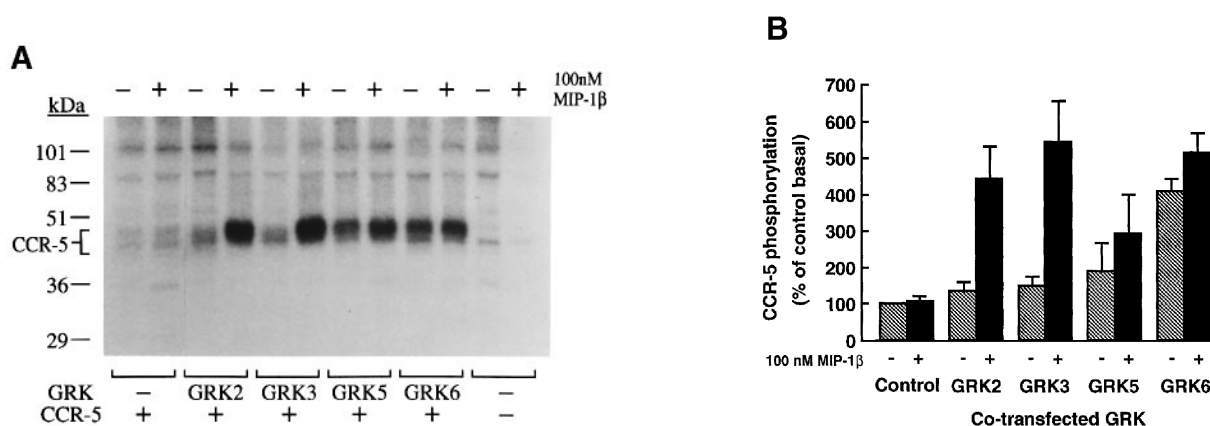 A
− + − + − + − + − + − +
100nM
MIP-1β
kDa
101
83
51
CCR-5
36
29
GRK − GRK2 GRK3 GRK5 GRK6 −
CCR-5 + + + + + −
B
CCR-5 phosphorylation
(% of control basal)
700
600
500
400
300
200
100
0
100 nM MIP-1β - + - + - + - + - +
Control GRK2 GRK3 GRK5 GRK6
Co-transfected GRK